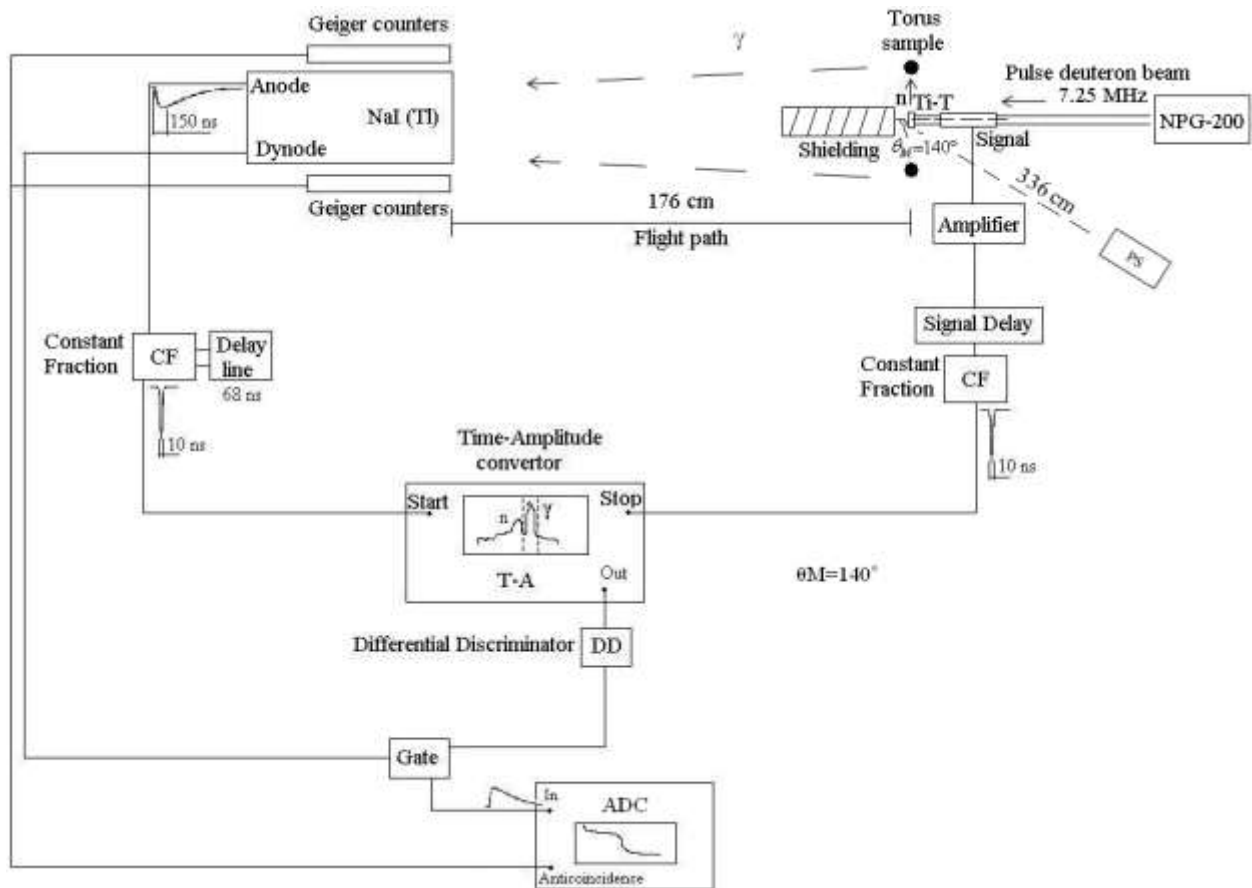 Geiger counters
Torus
sample
γ
Pulse deuteron beam
7.25 MHz
Anode
n
Ti-T
NaI (Tl)
NPG-200
150 ns
Shielding
θM=140°
Signal
Dynode
336 cm
Geiger counters
176 cm
Flight path
Amplifier
PS
Signal Delay
Constant
Fraction
CF
Delay
line
68 ns
Constant
Fraction
CF
10 ns
10 ns
Time-Amplitude
convertor
Start
Stop
n
γ
T-A
Out
θM=140°
Differential Discriminator
DD
Gate
In
ADC
Anticoincidence